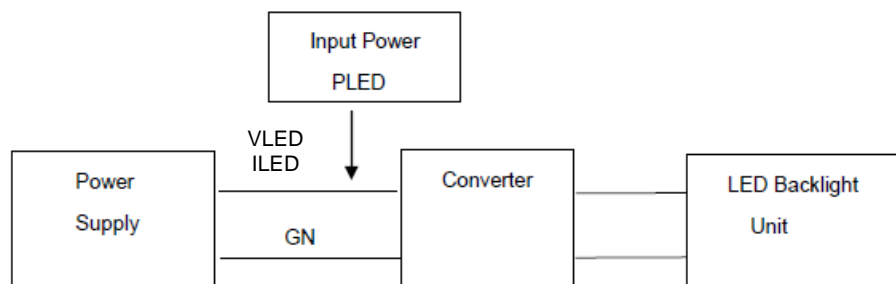 Input Power
PLED
VLED
ILED
Power
Supply
GN
Converter
LED Backlight
Unit